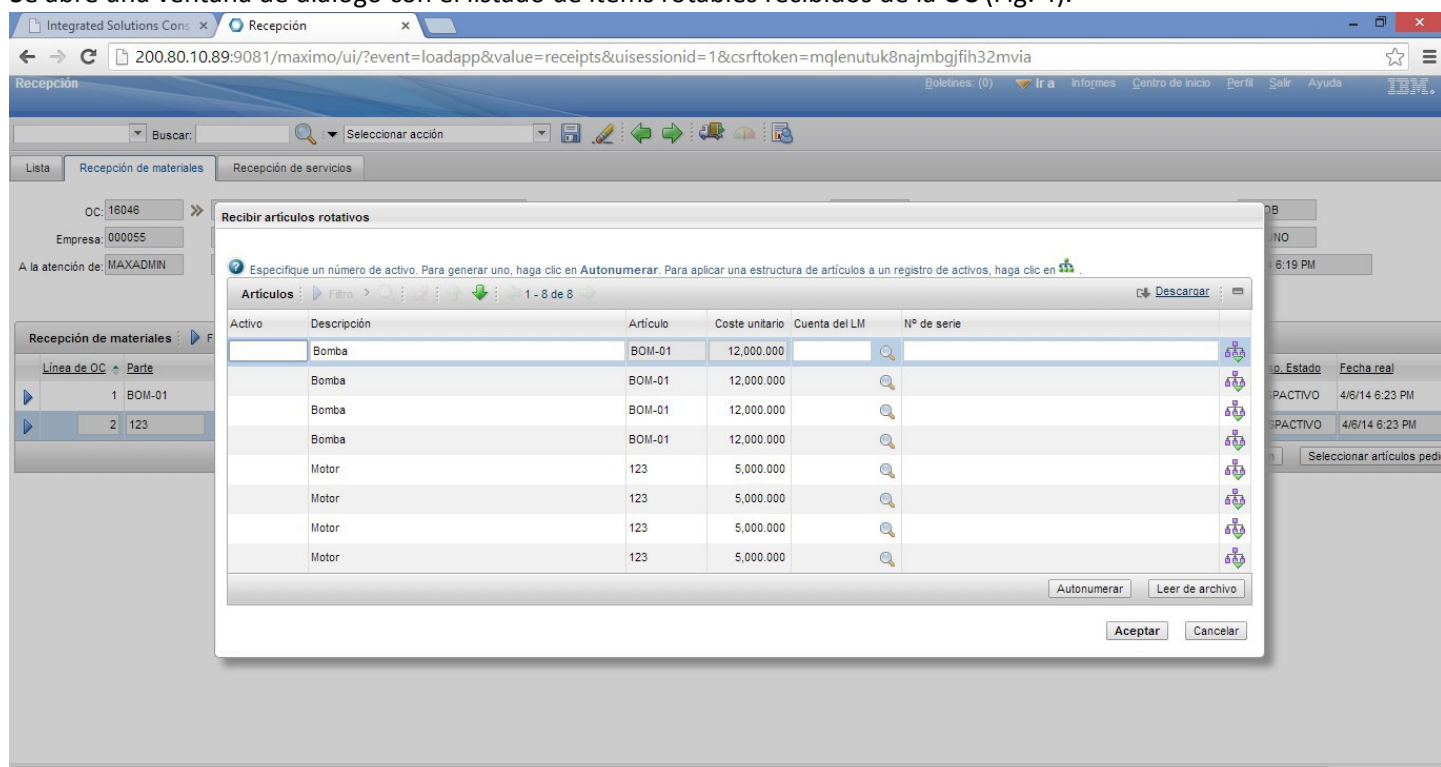 Se abre una ventana de diálogo con el listado de ítems rotables recibidos de la OC (Fig. 4).
Integrated Solutions Cons
Recepción
200.80.10.89:9081/maximo/ui/?event=loadapp&value=receipts&uisessionid=1&csrftoken=mqlenutuk8najmbgjfih32mvia
Recepción Boletines: (0) Ir a Informes Centro de inicio Perfil Salir Ayuda IBM.
Buscar: Seleccionar acción
Lista Recepción de materiales Recepción de servicios
OC: 16046
Empresa: 000055
A la atención de: MAXADMIN 6:19 PM
Recibir artículos rotativos
Especifique un número de activo. Para generar uno, haga clic en Autonumerar. Para aplicar una estructura de artículos a un registro de activos, haga clic en .
Artículos Filtro > 1 - 8 de 8 Descargar
Activo Descripción Artículo Coste unitario Cuenta del LM Nº de serie
Bomba BOM-01 12,000.000
Bomba BOM-01 12,000.000
Bomba BOM-01 12,000.000
Bomba BOM-01 12,000.000
Motor 123 5,000.000
Motor 123 5,000.000
Motor 123 5,000.000
Motor 123 5,000.000
Autonumerar Leer de archivo
Aceptar Cancelar
Recepción de materiales F
Línea de OC Parte Estado Fecha real
1 BOM-01 SPACTIVO 4/6/14 6:23 PM
2 123 SPACTIVO 4/6/14 6:23 PM
Seleccionar artículos pedi